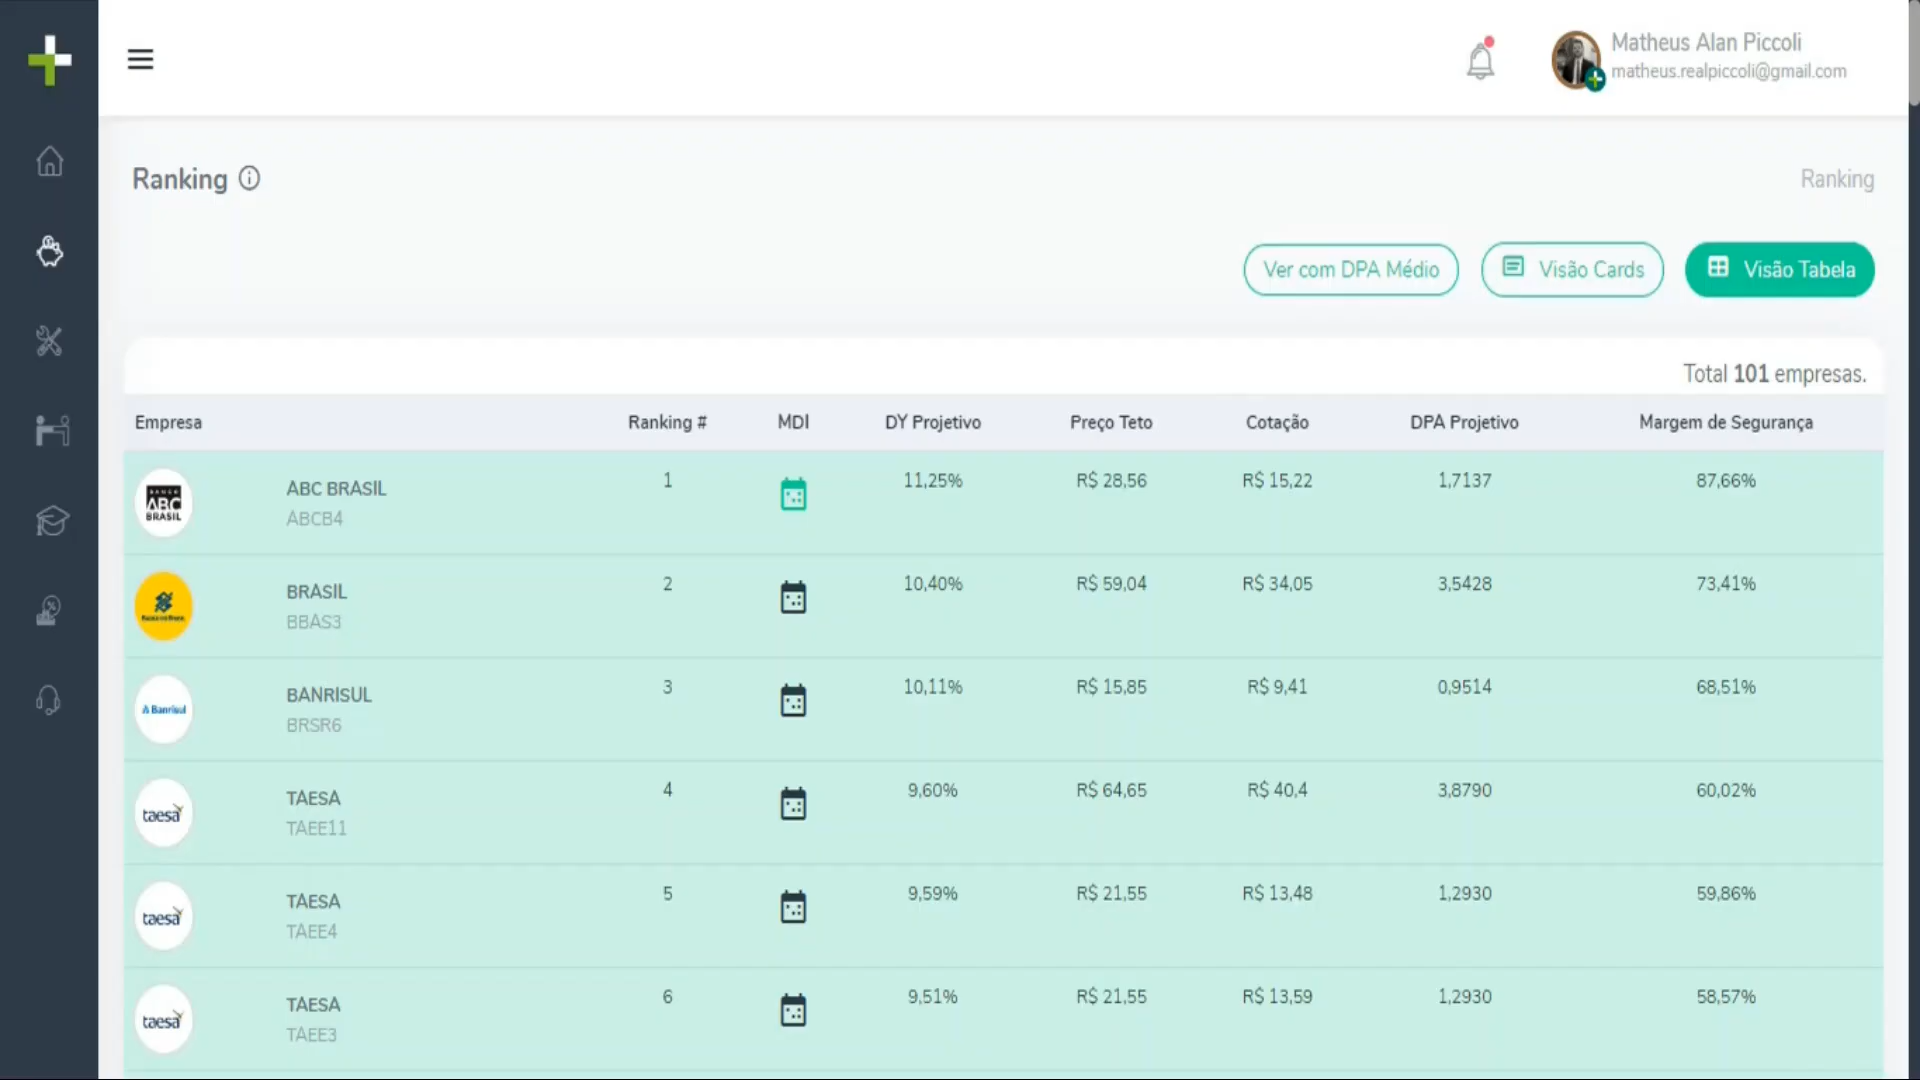 Matheus Alan Piccoli
matheus.realpiccoli@gmail.com
Ranking
Ranking
Ver com DPA Médio
Visão Cards
Visão Tabela
Total 101 empresas.
Empresa Ranking # MDI DY Projetivo Preço Teto Cotação DPA Projetivo Margem de Segurança
BANCO ABC BRASIL
ABC BRASIL 1 11,25% R$ 28,56 R$ 15,22 1,7137 87,66%
ABCB4
BRASIL 2 10,40% R$ 59,04 R$ 34,05 3,5428 73,41%
BBAS3
Banrisul
BANRISUL 3 10,11% R$ 15,85 R$ 9,41 0,9514 68,51%
BRSR6
taesa
TAESA 4 9,60% R$ 64,65 R$ 40,4 3,8790 60,02%
TAEE11
taesa
TAESA 5 9,59% R$ 21,55 R$ 13,48 1,2930 59,86%
TAEE4
taesa
TAESA 6 9,51% R$ 21,55 R$ 13,59 1,2930 58,57%
TAEE3